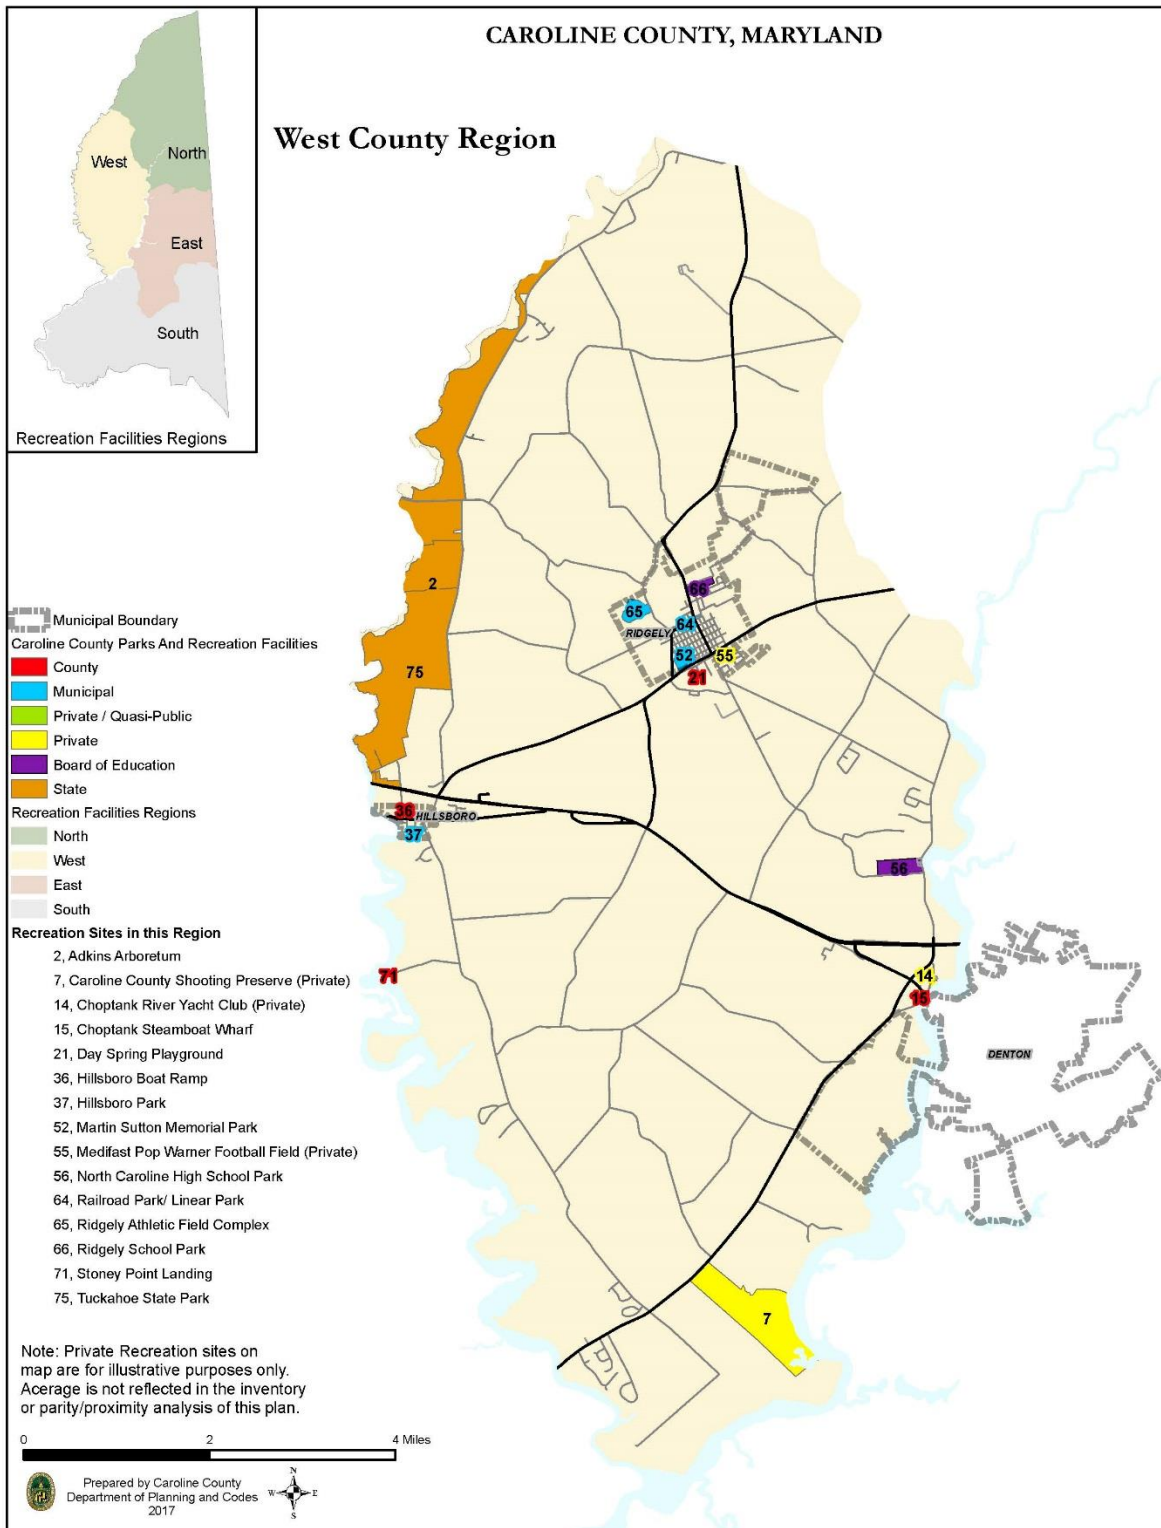 CAROLINE COUNTY, MARYLAND
West County Region
West
North
East
South
Recreation Facilities Regions
2
75
65
66
64
RIDGELY
52
55
21
36
HILLSBORO
37
56
71
14
15
DENTON
7
Municipal Boundary
Caroline County Parks And Recreation Facilities
County
Municipal
Private / Quasi-Public
Private
Board of Education
State
Recreation Facilities Regions
North
West
East
South
Recreation Sites in this Region
2, Adkins Arboretum
7, Caroline County Shooting Preserve (Private)
14, Choptank River Yacht Club (Private)
15, Choptank Steamboat Wharf
21, Day Spring Playground
36, Hillsboro Boat Ramp
37, Hillsboro Park
52, Martin Sutton Memorial Park
55, Medifast Pop Warner Football Field (Private)
56, North Caroline High School Park
64, Railroad Park/ Linear Park
65, Ridgely Athletic Field Complex
66, Ridgely School Park
71, Stoney Point Landing
75, Tuckahoe State Park
Note: Private Recreation sites on
map are for illustrative purposes only.
Acerage is not reflected in the inventory
or parity/proximity analysis of this plan.
0 2 4 Miles
Prepared by Caroline County
Department of Planning and Codes
2017
N
W E
S